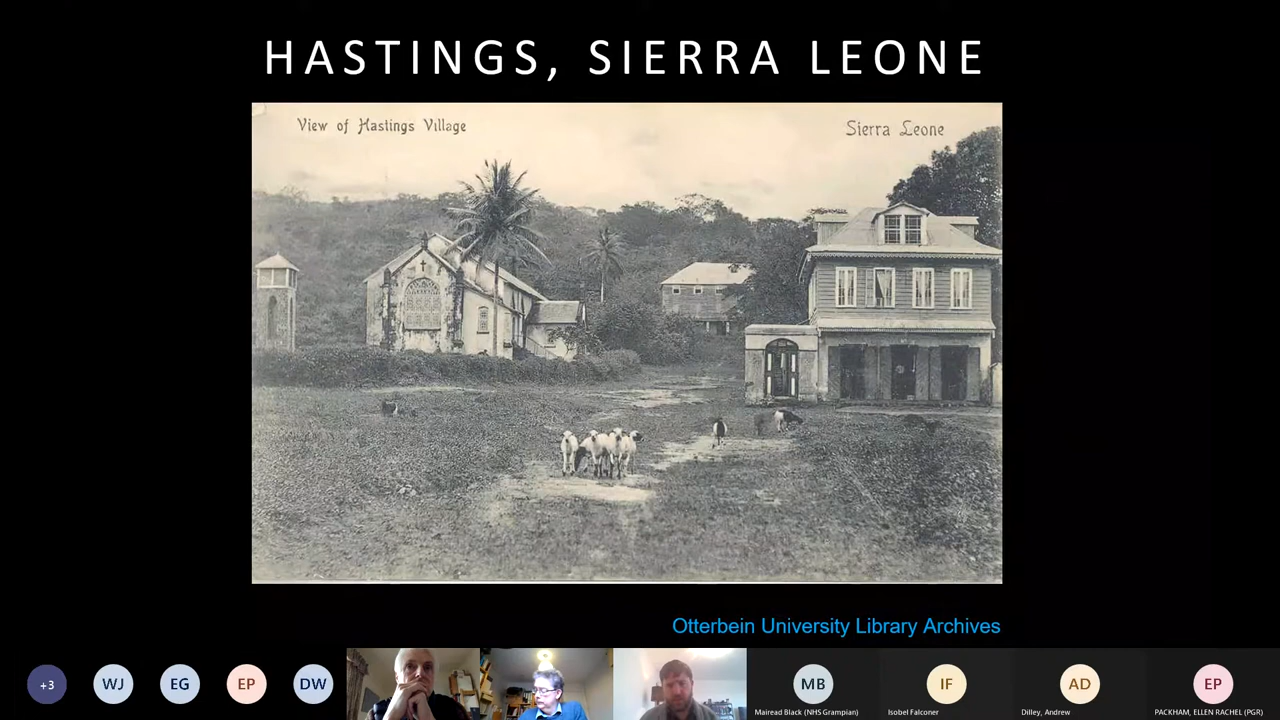 HASTINGS, SIERRA LEONE
View of Hastings Village
Sierra Leone
Otterbein University Library Archives
+3
WJ
EG
EP
DW
MB
IF
AD
EP
Mairead Black (NHS Grampian)
Isobel Falconer
Dilley, Andrew
PACKHAM, ELLEN RACHEL (PGR)